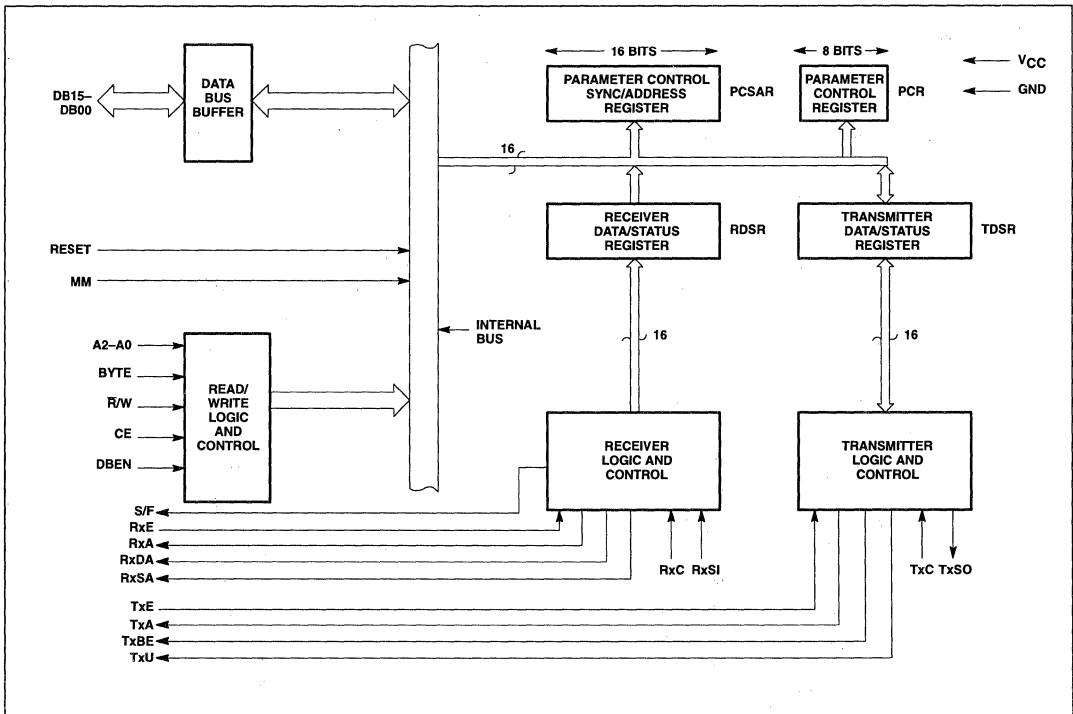 16 BITS
8 BITS
VCC
GND
DB15–
DB00
DATA
BUS
BUFFER
PARAMETER CONTROL
SYNC/ADDRESS
REGISTER
PCSAR
PARAMETER
CONTROL
REGISTER
PCR
16
RECEIVER
DATA/STATUS
REGISTER
RDSR
TRANSMITTER
DATA/STATUS
REGISTER
TDSR
RESET
MM
INTERNAL
BUS
16
16
A2–A0
BYTE
R̅/W
CE
DBEN
READ/
WRITE
LOGIC
AND
CONTROL
RECEIVER
LOGIC AND
CONTROL
TRANSMITTER
LOGIC AND
CONTROL
S/F
RxE
RxA
RxDA
RxSA
RxC
RxSI
TxC
TxSO
TxE
TxA
TxBE
TxU